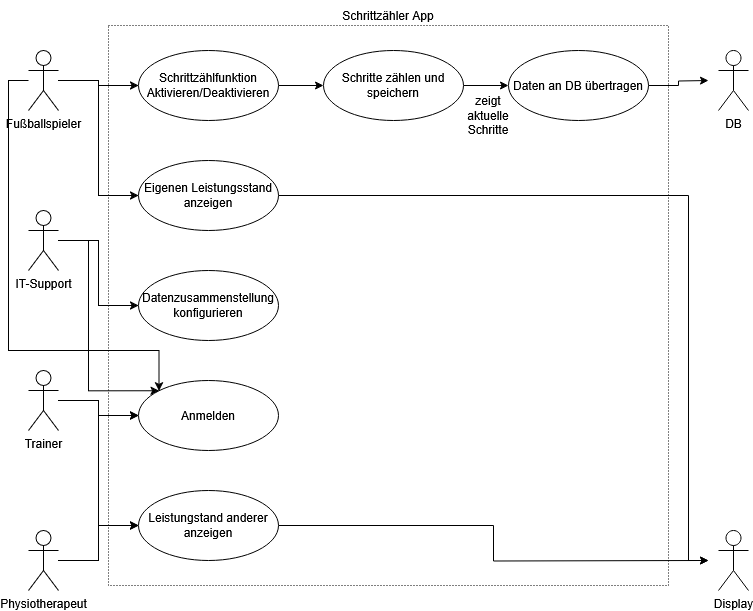 Schrittzähler App
Schrittzählfunktion
Aktivieren/Deaktivieren
Schritte zählen und
speichern
Daten an DB übertragen
zeigt
aktuelle
Schritte
Fußballspieler
DB
Eigenen Leistungsstand
anzeigen
IT-Support
Datenzusammenstellung
konfigurieren
Anmelden
Trainer
Leistungstand anderer
anzeigen
Physiotherapeut
Display